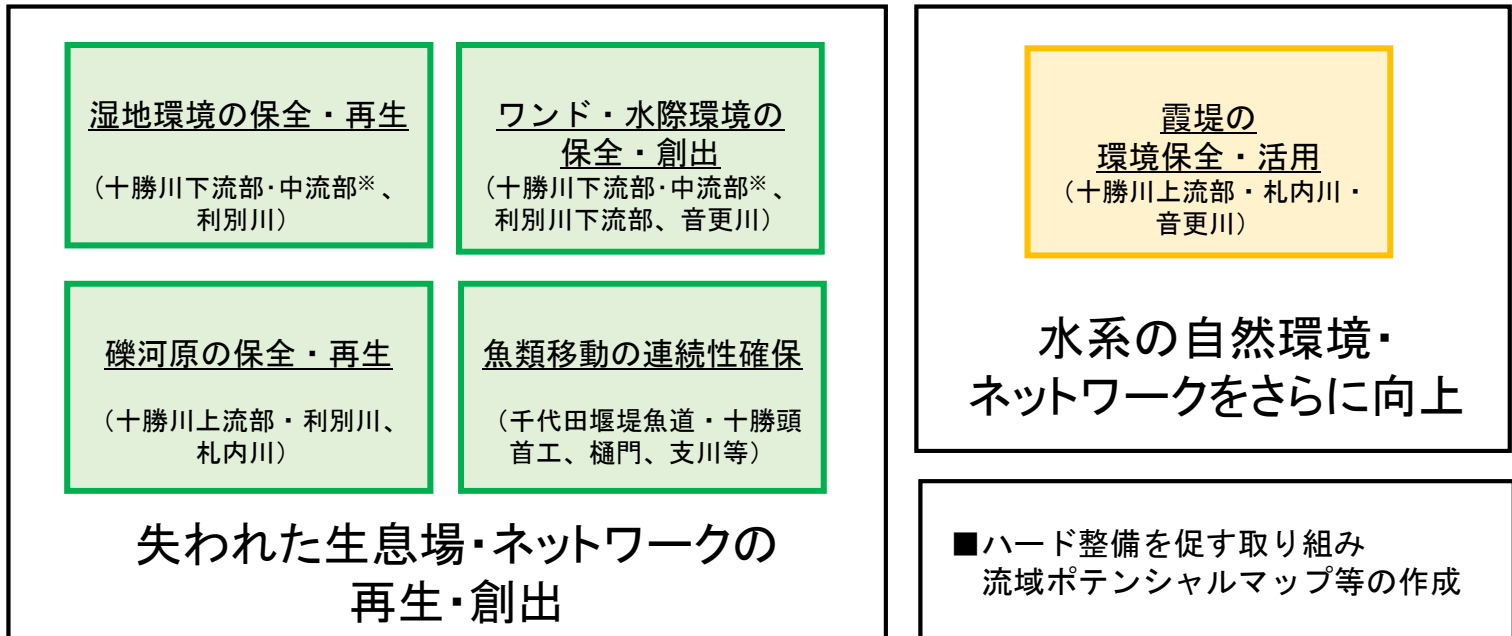 湿地環境の保全・再生
（十勝川下流部・中流部※、
利別川）
ワンド・水際環境の
保全・創出
（十勝川下流部・中流部※、
利別川下流部、音更川）
礫河原の保全・再生
（十勝川上流部・利別川、
札内川）
魚類移動の連続性確保
（千代田堰堤魚道・十勝頭
首工、樋門、支川等）
失われた生息場・ネットワークの
再生・創出
霞堤の
環境保全・活用
（十勝川上流部・札内川・
音更川）
水系の自然環境・
ネットワークをさらに向上
■ハード整備を促す取り組み
流域ポテンシャルマップ等の作成